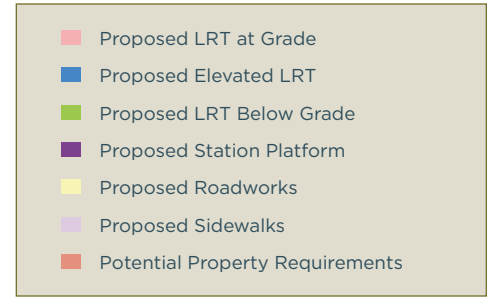 Proposed LRT at Grade
Proposed Elevated LRT
Proposed LRT Below Grade
Proposed Station Platform
Proposed Roadworks
Proposed Sidewalks
Potential Property Requirements